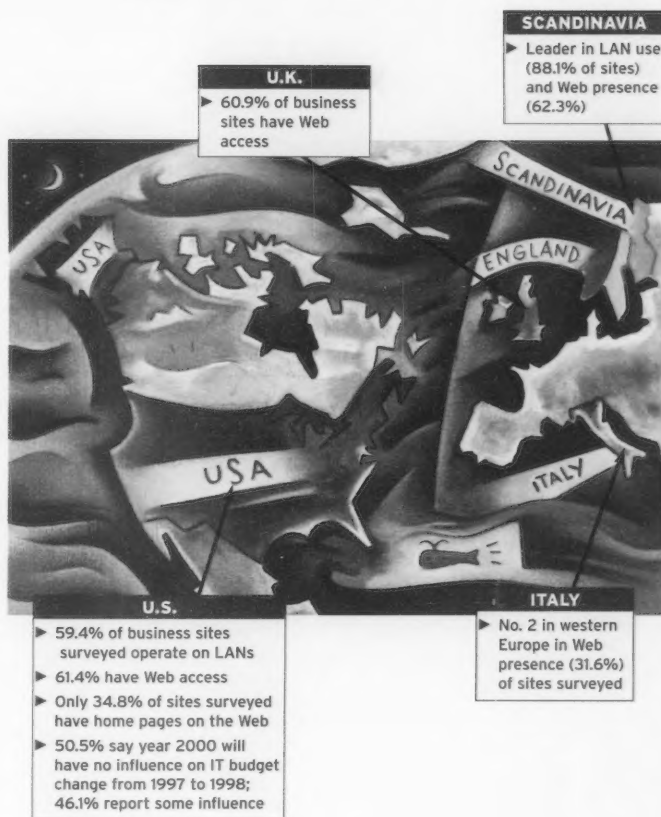 SCANDINAVIA
▶ Leader in LAN use
(88.1% of sites)
and Web presence
(62.3%)
U.K.
▶ 60.9% of business
sites have Web
access
SCANDINAVIA
USA
ENGLAND
USA
ITALY
U.S.
▶ 59.4% of business sites
surveyed operate on LANs
▶ 61.4% have Web access
▶ Only 34.8% of sites surveyed
have home pages on the Web
▶ 50.5% say year 2000 will
have no influence on IT budget
change from 1997 to 1998;
46.1% report some influence
ITALY
▶ No. 2 in western
Europe in Web
presence (31.6%)
of sites surveyed